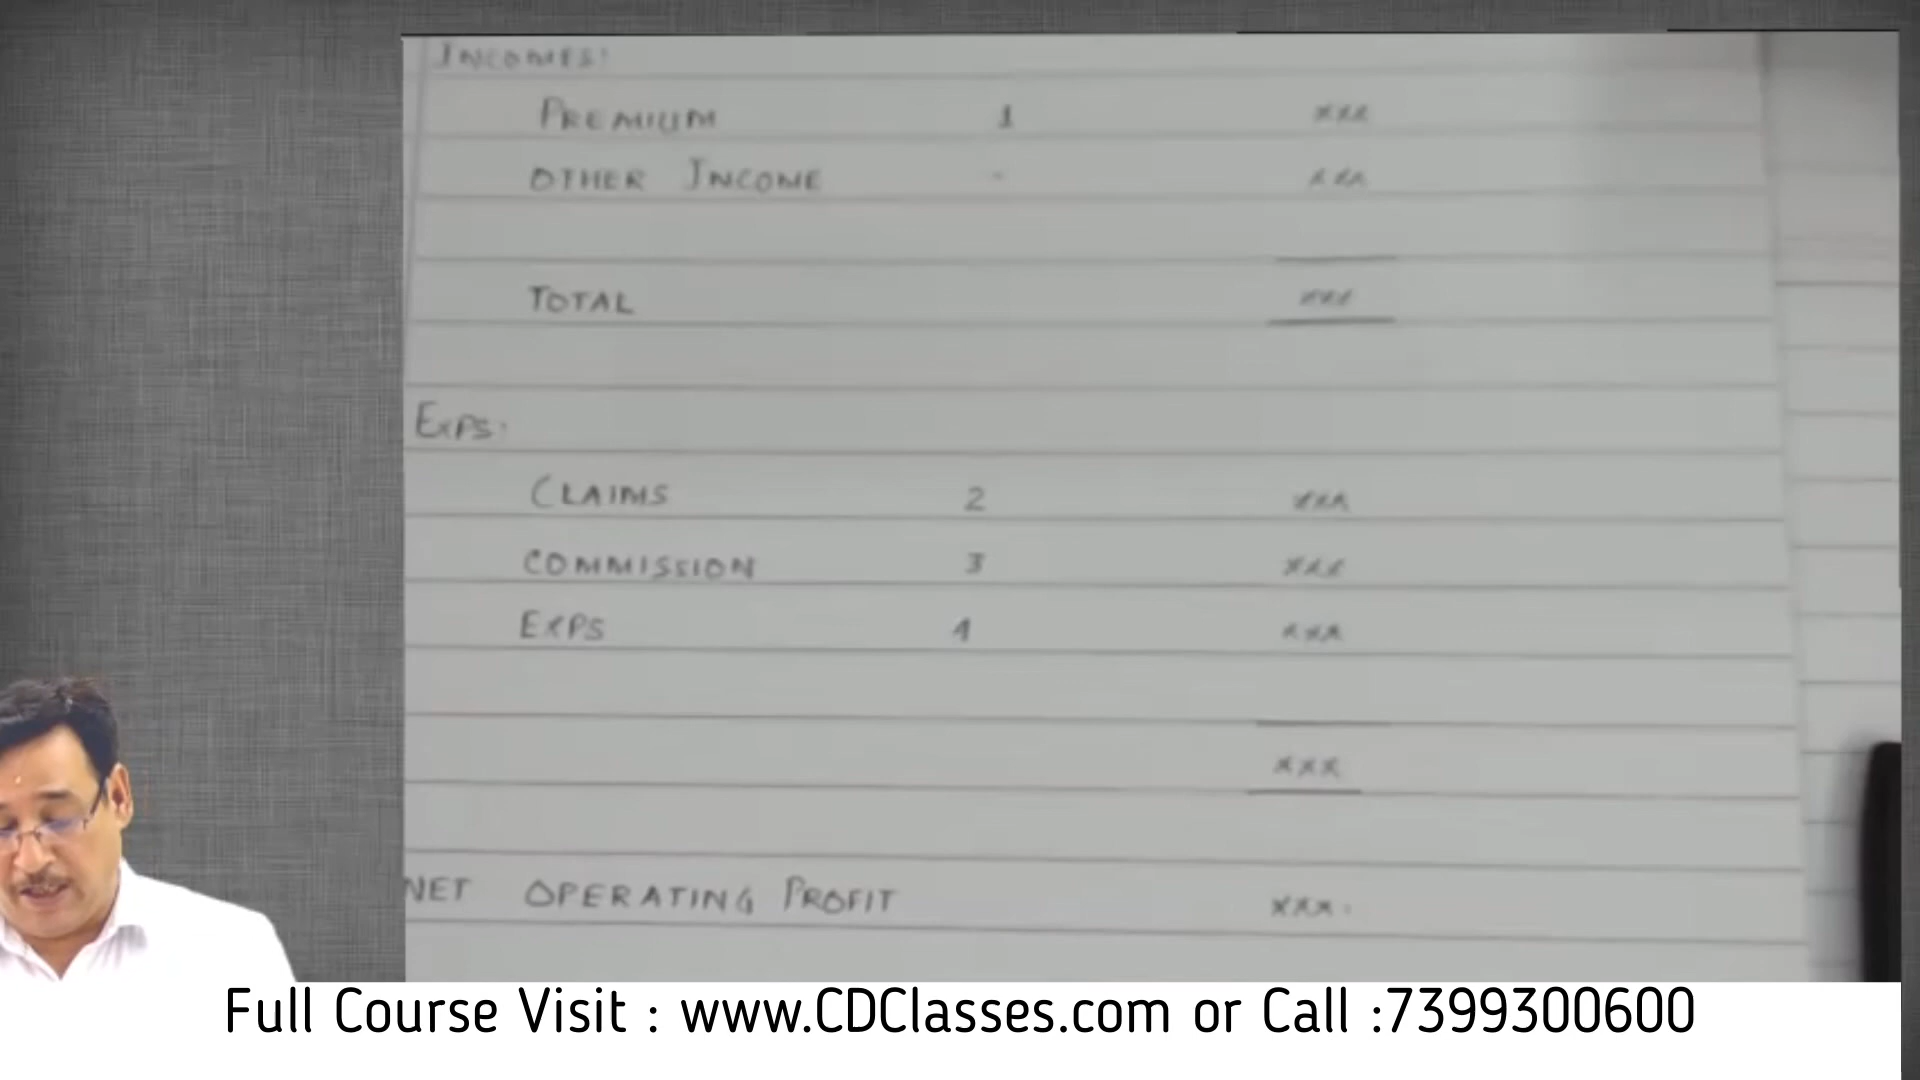 INCOMES:
PREMIUM 1 xxx
OTHER INCOME - xxx
TOTAL xxx
EXPS:
CLAIMS 2 xxx
COMMISSION 3 xxx
EXPS 4 xxx
xxx
NET OPERATING PROFIT xxx.
Full Course Visit : www.CDClasses.com or Call :7399300600